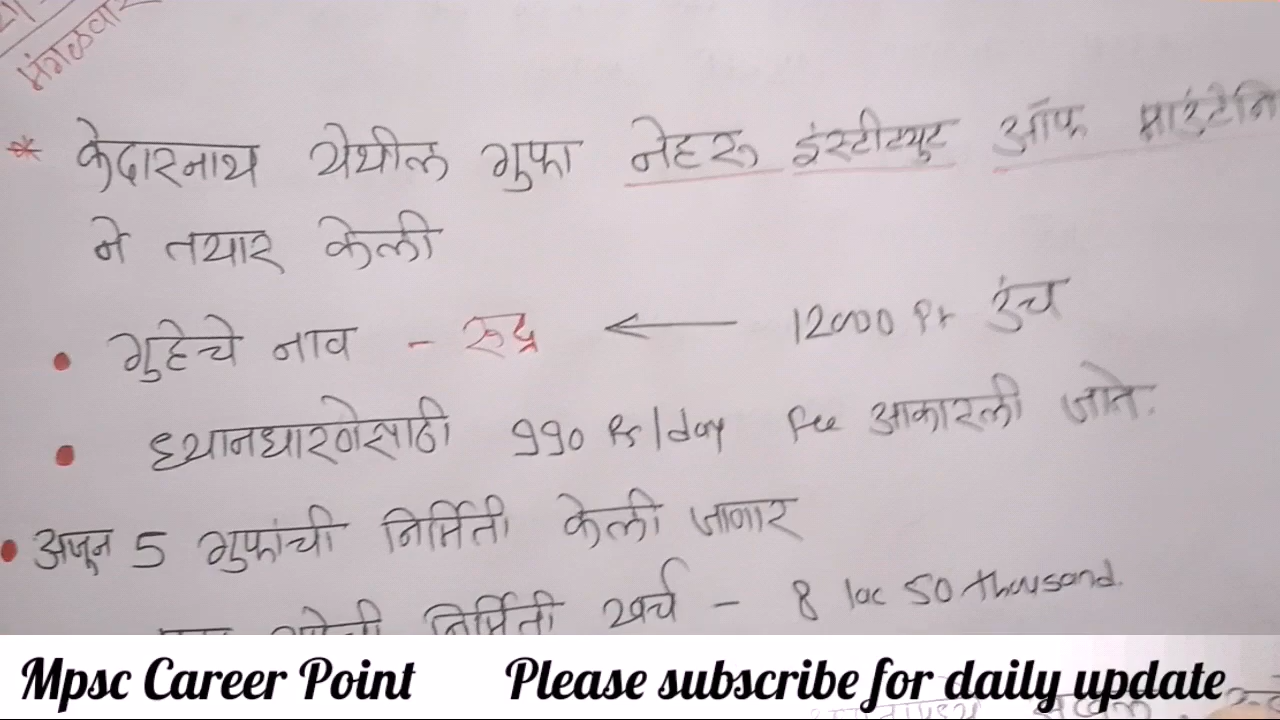 मंगळवार
* केदारनाथ येथील गुफा नेहरू इंस्टीट्युट ऑफ माउंटेनि
ने तयार केली
• गुहेचे नाव - रुद्र ← 12000 Ft उंच
• ध्यानधारणेसाठी 990 Rs/day fee आकारली जाते.
• अजून 5 गुफांची निर्मिती केली जाणार
निर्मिती खर्च - 8 lac 50 thousand.
Mpsc Career Point Please subscribe for daily update